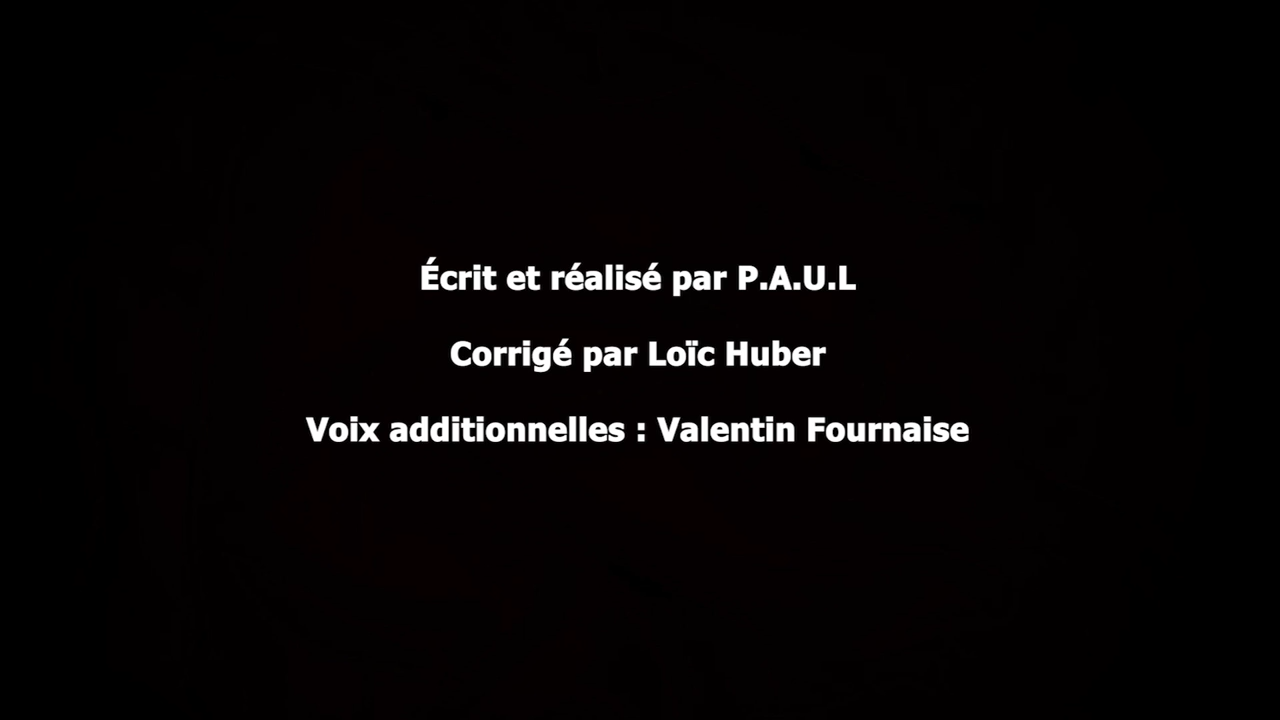 Écrit et réalisé par P.A.U.L
Corrigé par Loïc Huber
Voix additionnelles : Valentin Fournaise